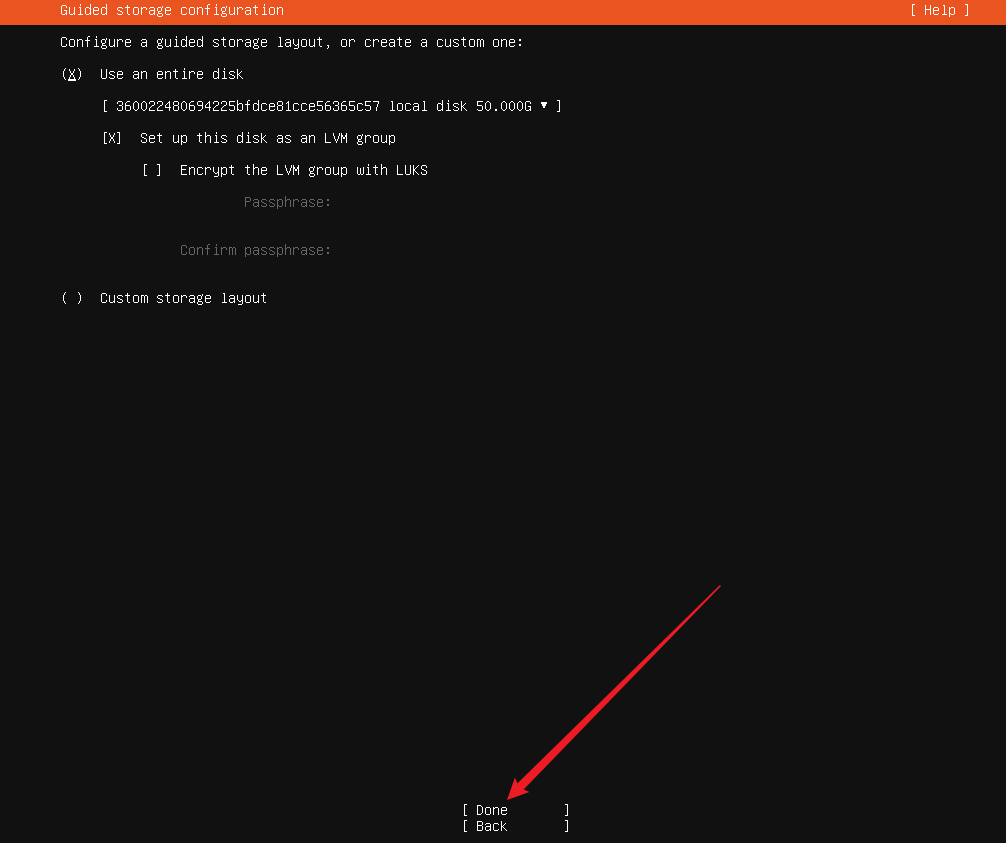 Guided storage configuration [ Help ]
Configure a guided storage layout, or create a custom one:
(X) Use an entire disk
[ 360022480694225bfdce81cce56365c57 local disk 50.000G ▾ ]
[X] Set up this disk as an LVM group
[ ] Encrypt the LVM group with LUKS
Passphrase:
Confirm passphrase:
( ) Custom storage layout
[ Done ]
[ Back ]